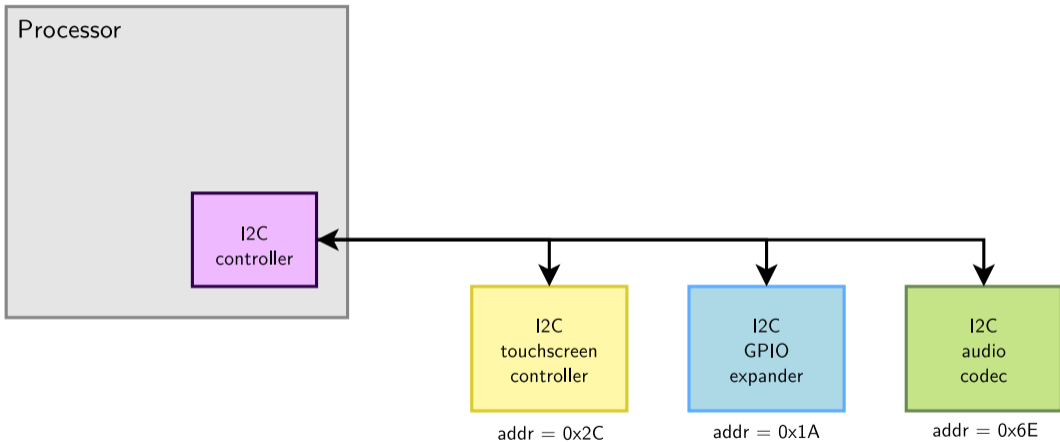 Processor
I2C
controller
I2C
touchscreen
controller
I2C
GPIO
expander
I2C
audio
codec
addr = 0x2C
addr = 0x1A
addr = 0x6E